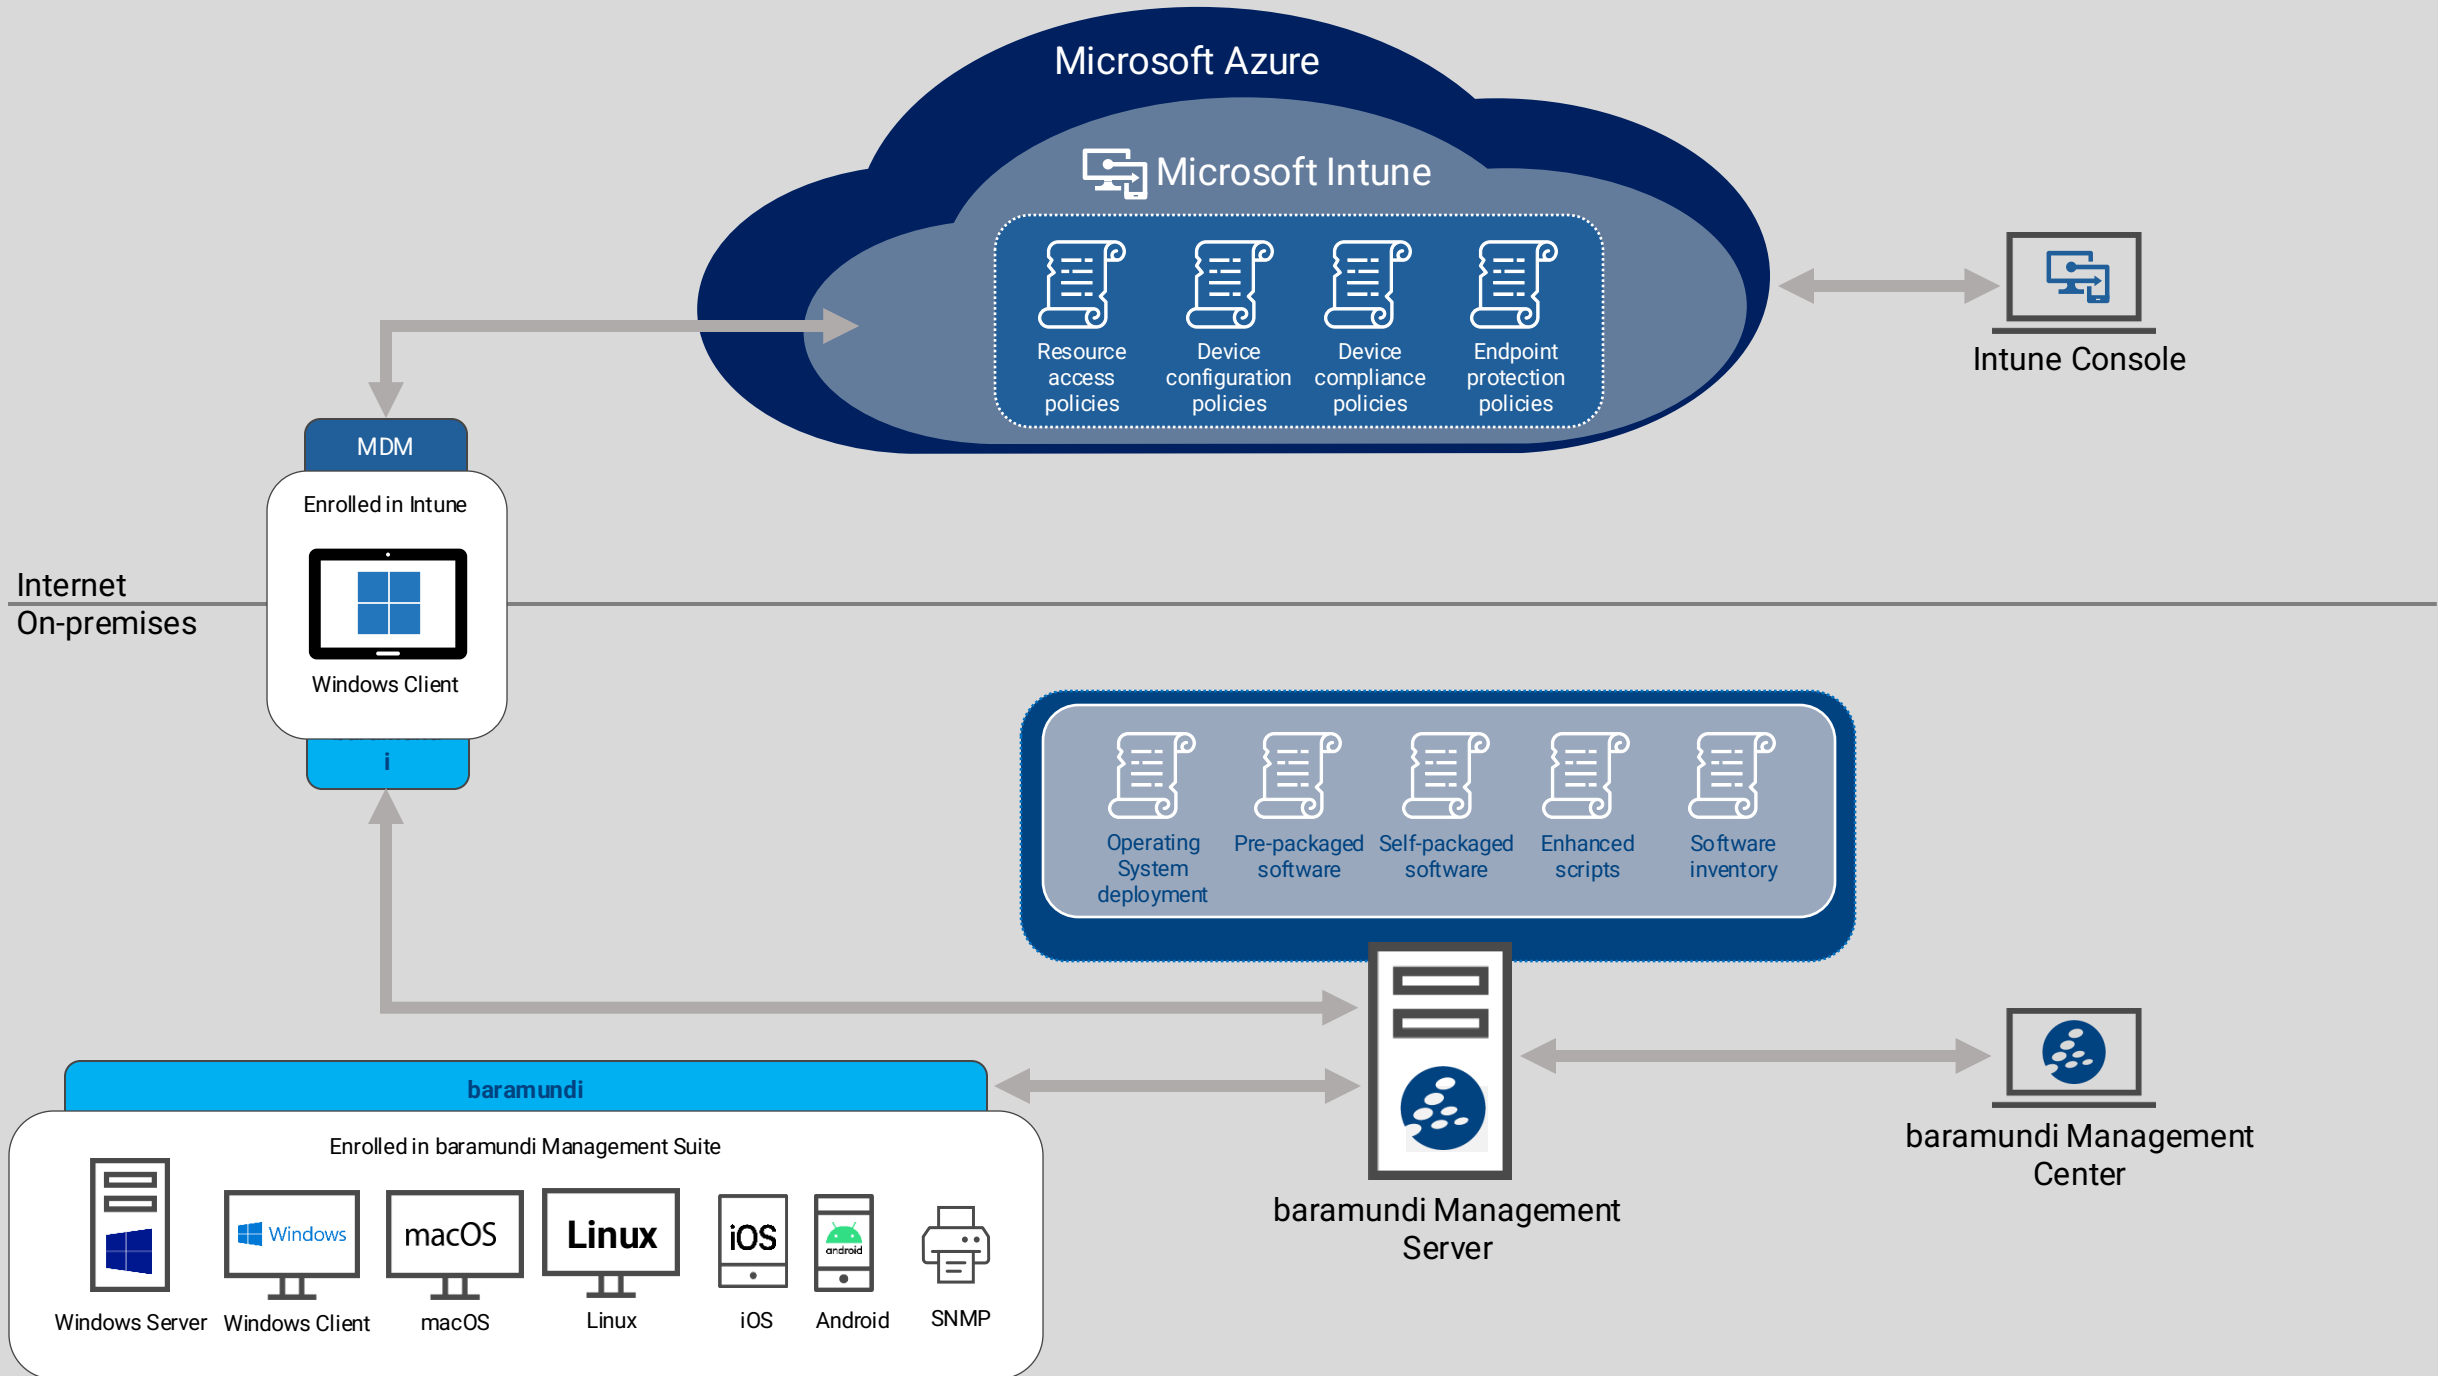 Microsoft Azure
Microsoft Intune
Resource
access
policies
Device
configuration
policies
Device
compliance
policies
Endpoint
protection
policies
Intune Console
MDM
Enrolled in Intune
Windows Client
i
Internet
On-premises
Operating
System
deployment
Pre-packaged
software
Self-packaged
software
Enhanced
scripts
Software
inventory
baramundi
Enrolled in baramundi Management Suite
Windows
macOS
Linux
iOS
android
Windows Server
Windows Client
macOS
Linux
iOS
Android
SNMP
baramundi Management
Server
baramundi Management
Center